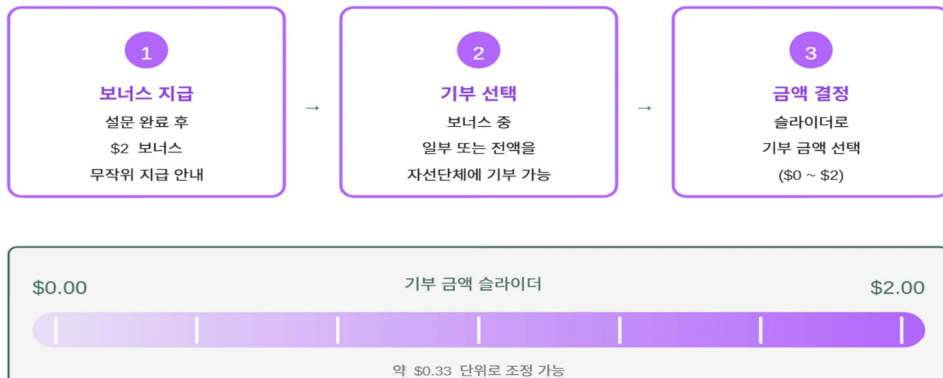 1
보너스 지급
설문 완료 후
$2 보너스
무작위 지급 안내
→
2
기부 선택
보너스 중
일부 또는 전액을
자선단체에 기부 가능
→
3
금액 결정
슬라이더로
기부 금액 선택
($0 ~ $2)
$0.00
기부 금액 슬라이더
$2.00
약 $0.33 단위로 조정 가능